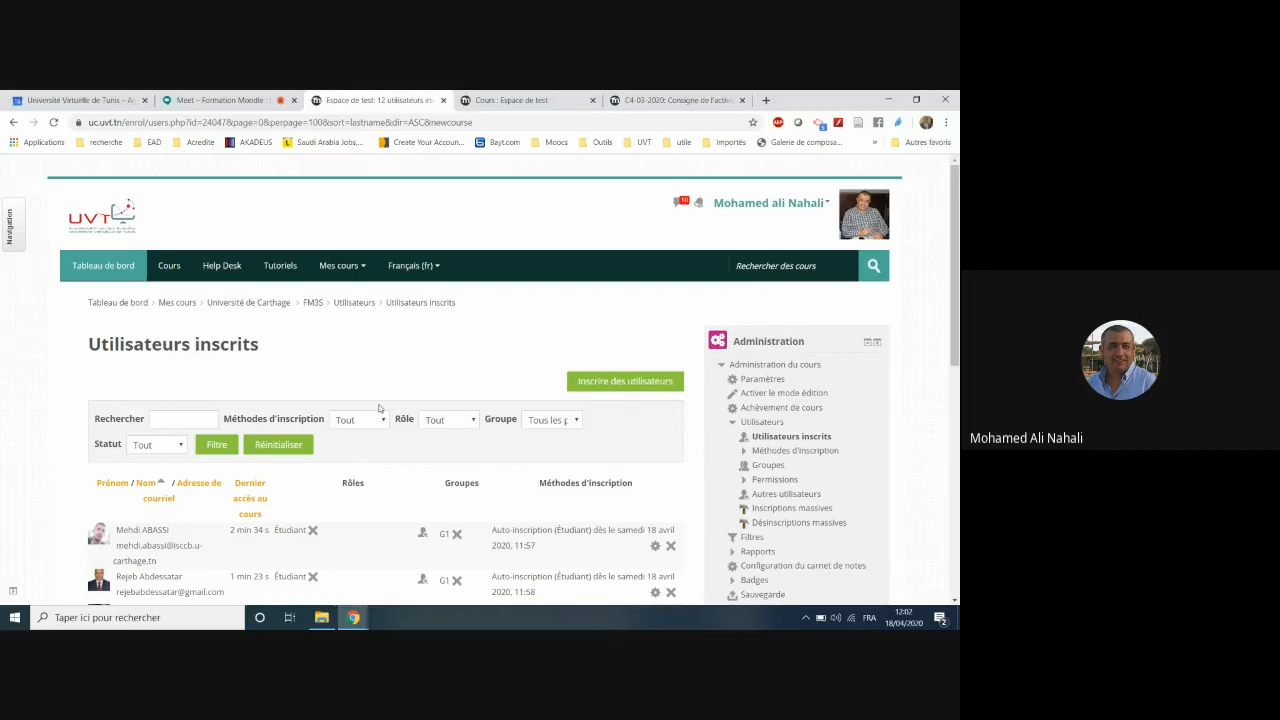 Université Virtuelle de Tunis – Ag
Meet – Formation Moodle :
Espace de test: 12 utilisateurs ins
Cours : Espace de test
C4-03-2020: Consigne de l'activ
uc.uvt.tn/enrol/users.php?id=24047&page=0&perpage=100&sort=lastname&dir=ASC&newcourse
Applications
recherche
EAD
Acredite
AKADEUS
Saudi Arabia Jobs,...
Create Your Accoun...
Bayt.com
Moocs
Outils
UVT
utile
Importés
Galerie de composa...
»
Autres favoris
Navigation
UVT
10
Mohamed ali Nahali
Tableau de bord
Cours
Help Desk
Tutoriels
Mes cours
Français (fr)
Rechercher des cours
Tableau de bord › Mes cours › Université de Carthage › FM3S › Utilisateurs › Utilisateurs inscrits
Utilisateurs inscrits
Inscrire des utilisateurs
Rechercher Méthodes d'inscription Tout Rôle Tout Groupe Tous les p
Statut Tout Filtre Réinitialiser
Prénom / Nom / Adresse de courriel
Dernier accès au cours
Rôles
Groupes
Méthodes d'inscription
Mehdi ABASSI
mehdi.abassi@isccb.u-
carthage.tn
2 min 34 s
Étudiant
G1
Auto-inscription (Étudiant) dès le samedi 18 avril
2020, 11:57
Rejeb Abdessatar
rejebabdessatar@gmail.com
1 min 23 s
Étudiant
G1
Auto-inscription (Étudiant) dès le samedi 18 avril
2020, 11:58
Administration
Administration du cours
Paramètres
Activer le mode édition
Achèvement de cours
Utilisateurs
Utilisateurs inscrits
Méthodes d'inscription
Groupes
Permissions
Autres utilisateurs
Inscriptions massives
Désinscriptions massives
Filtres
Rapports
Configuration du carnet de notes
Badges
Sauvegarde
Taper ici pour rechercher
FRA
12:02
18/04/2020
2
Mohamed Ali Nahali